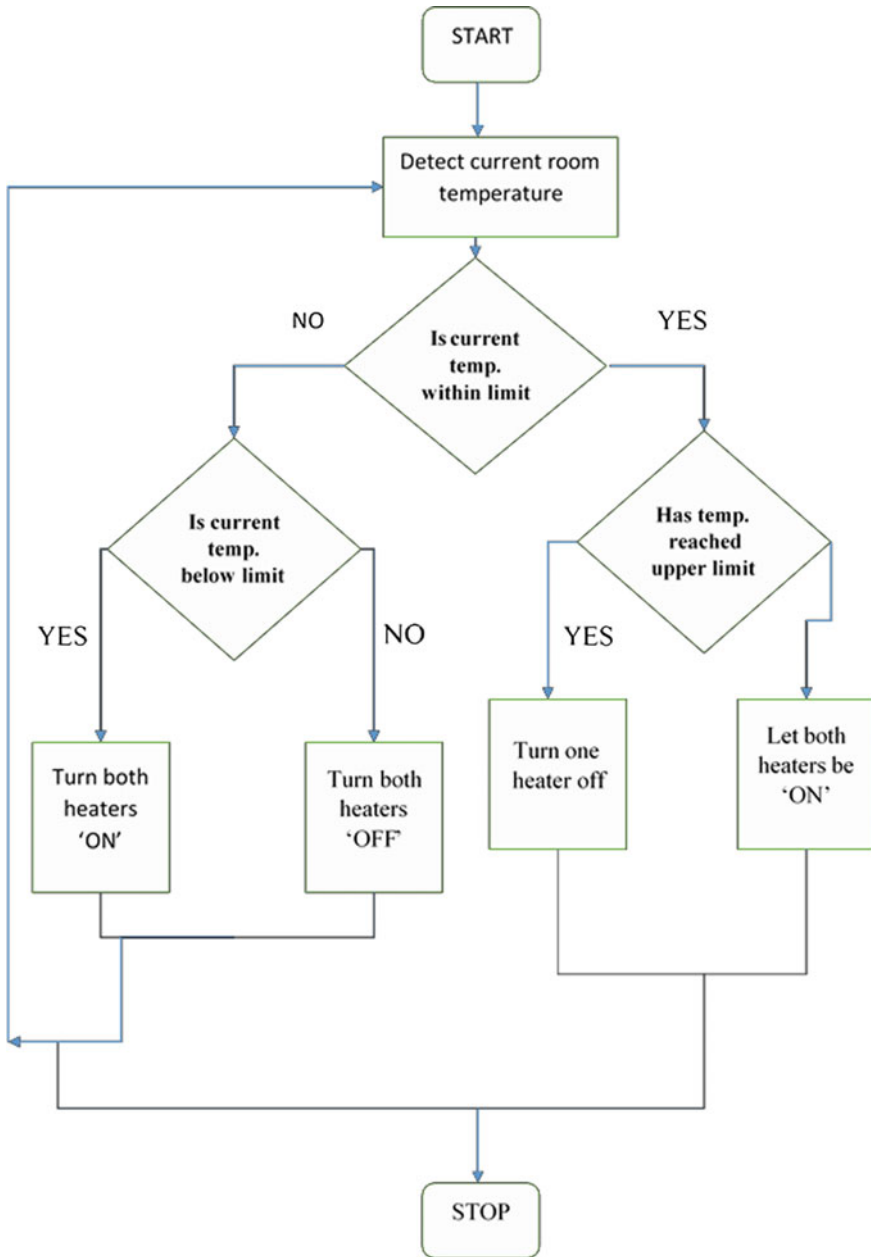 START
Detect current room
temperature
NO
YES
Is current
temp.
within limit
Is current
temp.
below limit
Has temp.
reached
upper limit
YES
NO
YES
Turn both
heaters
‘ON’
Turn both
heaters
‘OFF’
Turn one
heater off
Let both
heaters be
‘ON’
STOP